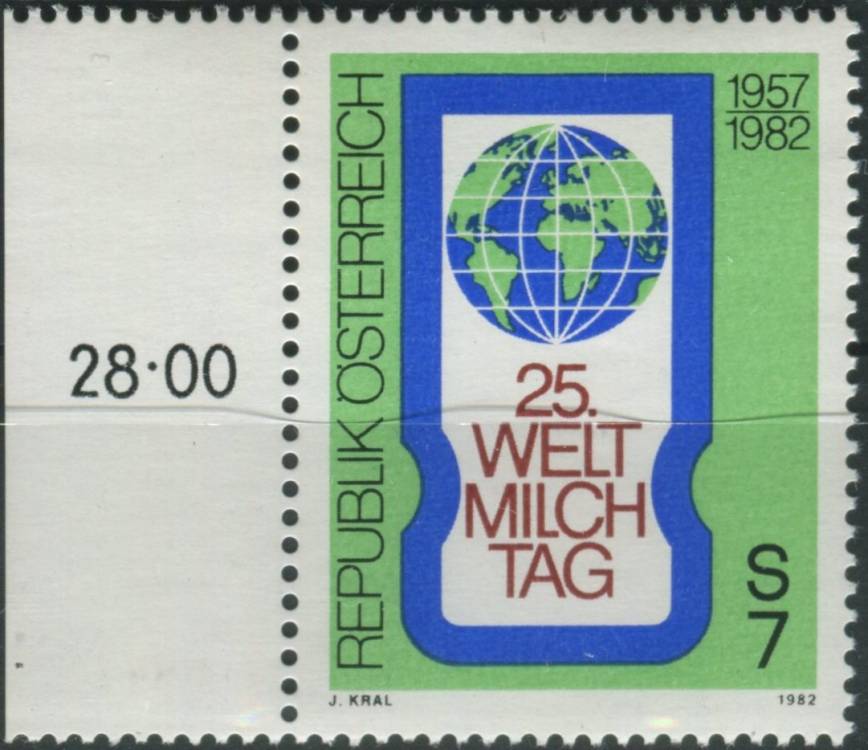 28·00
REPUBLIK ÖSTERREICH
1957
1982
25.
WELT
MILCH
TAG
S
7
J. KRAL
1982